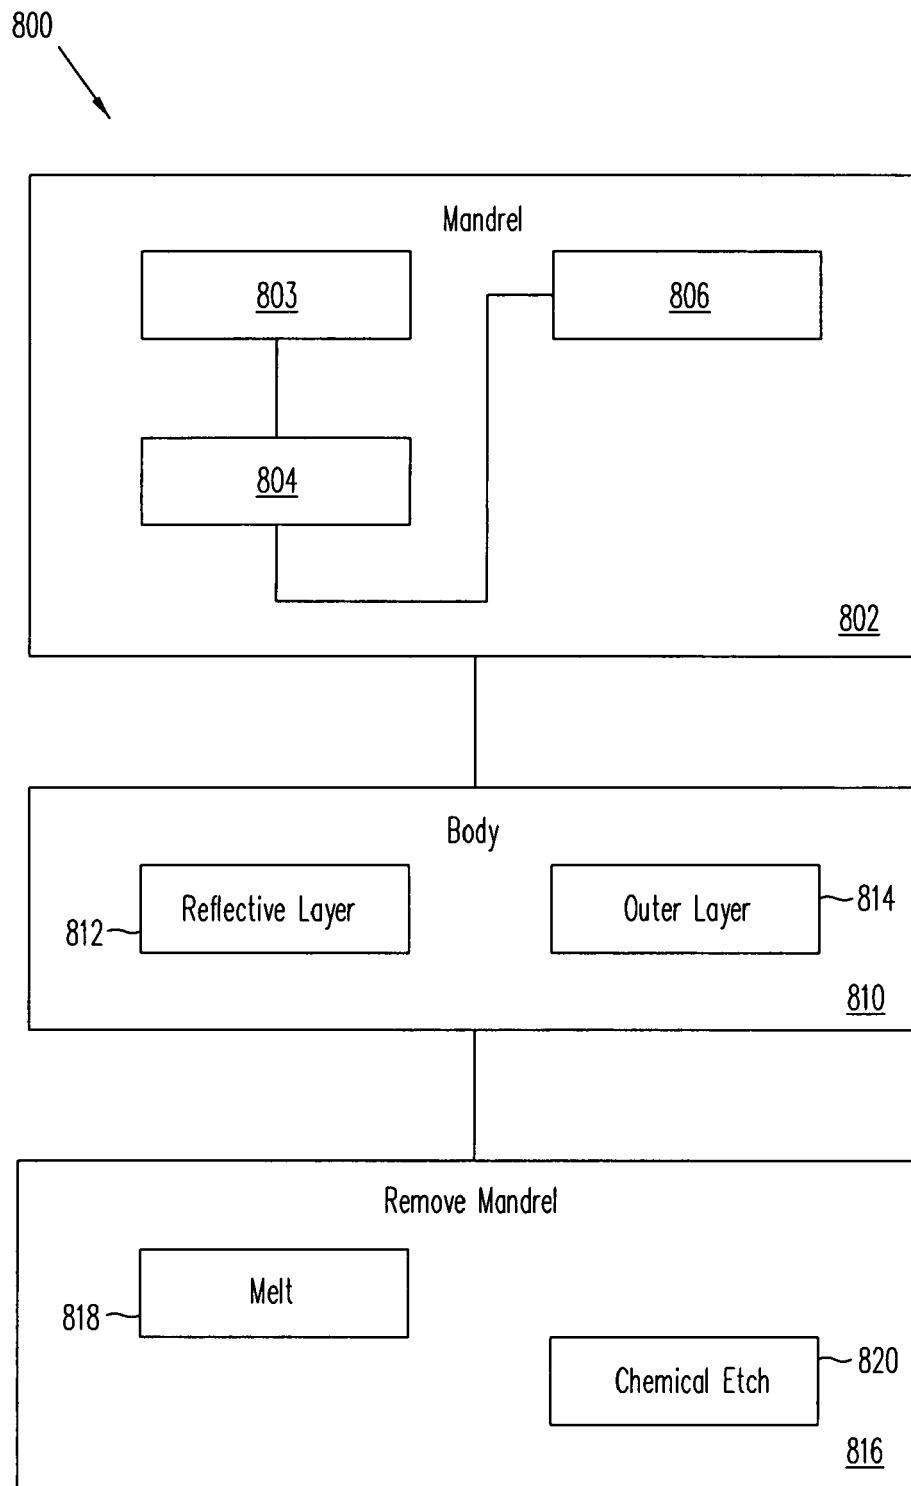 800
Mandrel
803
806
804
802
Body
Reflective Layer
Outer Layer
814
812
810
Remove Mandrel
Melt
818
820
Chemical Etch
816